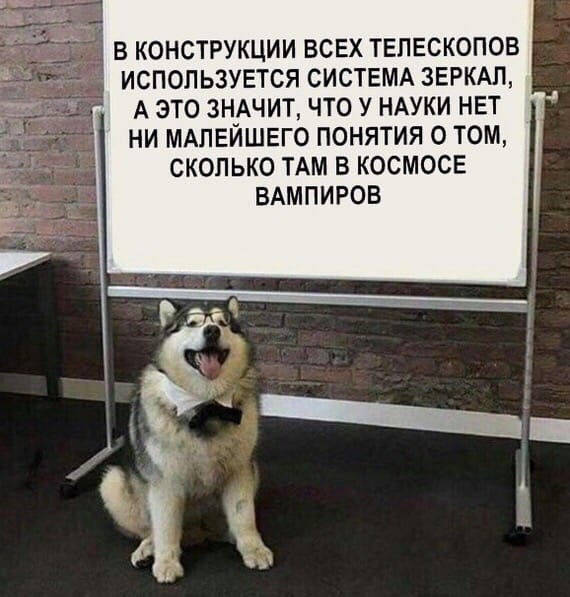 В КОНСТРУКЦИИ ВСЕХ ТЕЛЕСКОПОВ
ИСПОЛЬЗУЕТСЯ СИСТЕМА ЗЕРКАЛ,
А ЭТО ЗНАЧИТ, ЧТО У НАУКИ НЕТ
НИ МАЛЕЙШЕГО ПОНЯТИЯ О ТОМ,
СКОЛЬКО ТАМ В КОСМОСЕ
ВАМПИРОВ